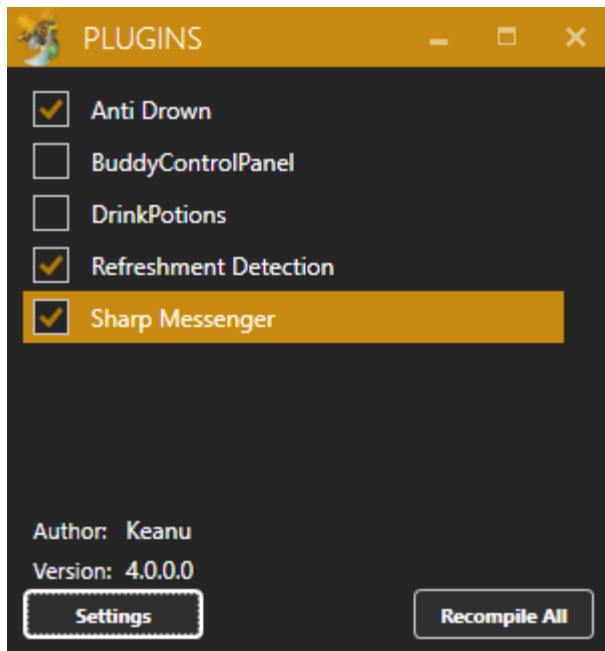 PLUGINS
Anti Drown
BuddyControlPanel
DrinkPotions
Refreshment Detection
Sharp Messenger
Author: Keanu
Version: 4.0.0.0
Settings Recompile All